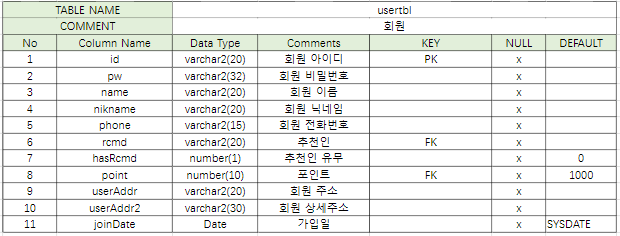 TABLE NAME usertbl
COMMENT 회원
No Column Name Data Type Comments KEY NULL DEFAULT
1 id varchar2(20) 회원 아이디 PK x
2 pw varchar2(32) 회원 비밀번호 x
3 name varchar2(20) 회원 이름 x
4 nikname varchar2(20) 회원 닉네임 x
5 phone varchar2(15) 회원 전화번호 x
6 rcmd varchar2(20) 추천인 FK x
7 hasRcmd number(1) 추천인 유무 x 0
8 point number(10) 포인트 FK x 1000
9 userAddr varchar2(20) 회원 주소 x
10 userAddr2 varchar2(30) 회원 상세주소 x
11 joinDate Date 가입일 x SYSDATE